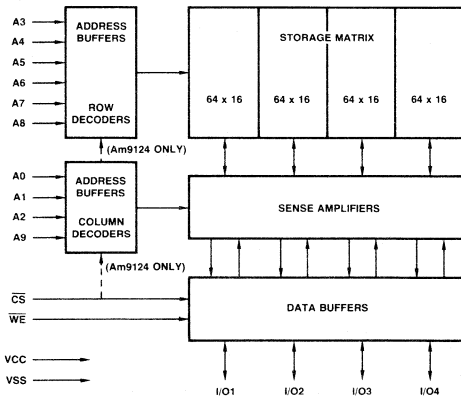 A3
A4
A5
A6
A7
A8
ADDRESS
BUFFERS
ROW
DECODERS
STORAGE MATRIX
64 x 16
64 x 16
64 x 16
64 x 16
(Am9124 ONLY)
A0
A1
A2
A9
ADDRESS
BUFFERS
COLUMN
DECODERS
SENSE AMPLIFIERS
(Am9124 ONLY)
C̅S̅
W̅E̅
DATA BUFFERS
VCC
VSS
I/O1
I/O2
I/O3
I/O4